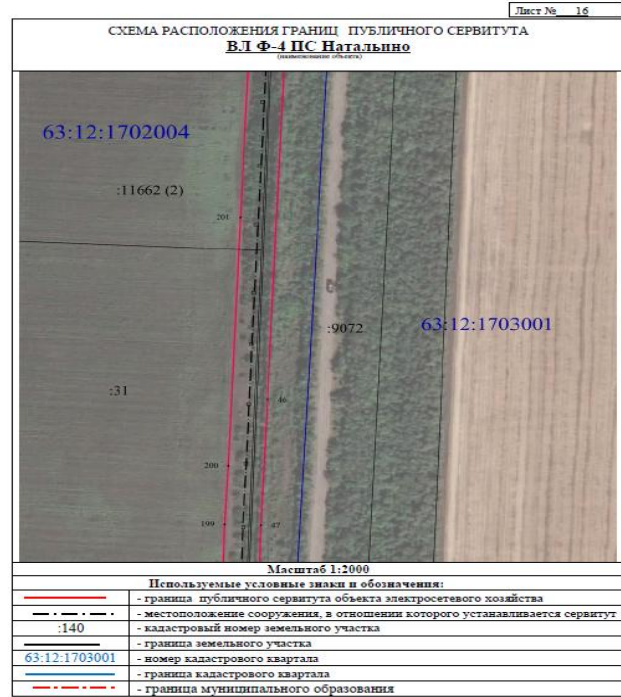 Лист № 16
СХЕМА РАСПОЛОЖЕНИЯ ГРАНИЦ ПУБЛИЧНОГО СЕРВИТУТА
ВЛ Ф-4 ПС Натальино
(наименование объекта)
63:12:1702004
:11662 (2)
201
:9072
63:12:1703001
:31
46
200
199
47
Масштаб 1:2000
Используемые условные знаки и обозначения:
- граница публичного сервитута объекта электросетевого хозяйства
- местоположение сооружения, в отношении которого устанавливается сервитут
:140 - кадастровый номер земельного участка
- граница земельного участка
63:12:1703001 - номер кадастрового квартала
- граница кадастрового квартала
- граница муниципального образования